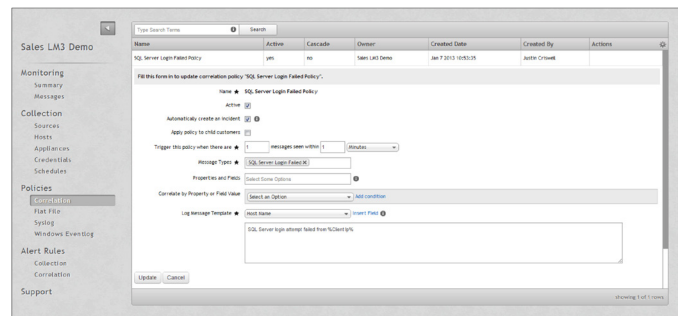 Type Search Terms
Search
Sales LM3 Demo
Name Active Cascade Owner Created Date Created By Actions
SQL Server Login Failed Policy yes no Sales LM3 Demo Jan 7 2013 10:53:35 Justin Criswell
Fill this form in to update correlation policy "SQL Server Login Failed Policy".
Monitoring
Summary
Messages
Collection
Sources
Hosts
Appliances
Credentials
Schedules
Policies
Correlation
Flat File
Syslog
Windows Eventlog
Alert Rules
Collection
Correlation
Support
Name ★ SQL Server Login Failed Policy
Active
Automatically create an incident
Apply policy to child customers
Trigger this policy when there are ★ 1 messages seen within 1 Minutes
Message Types ★ SQL Server Login Failed X
Properties and Fields Select Some Options
Correlate by Property or Field Value Select an Option Add condition
Log Message Template ★ Host Name Insert Field
SQL Server login attempt failed from %Client Ip%
Update Cancel
showing 1 of 1 rows